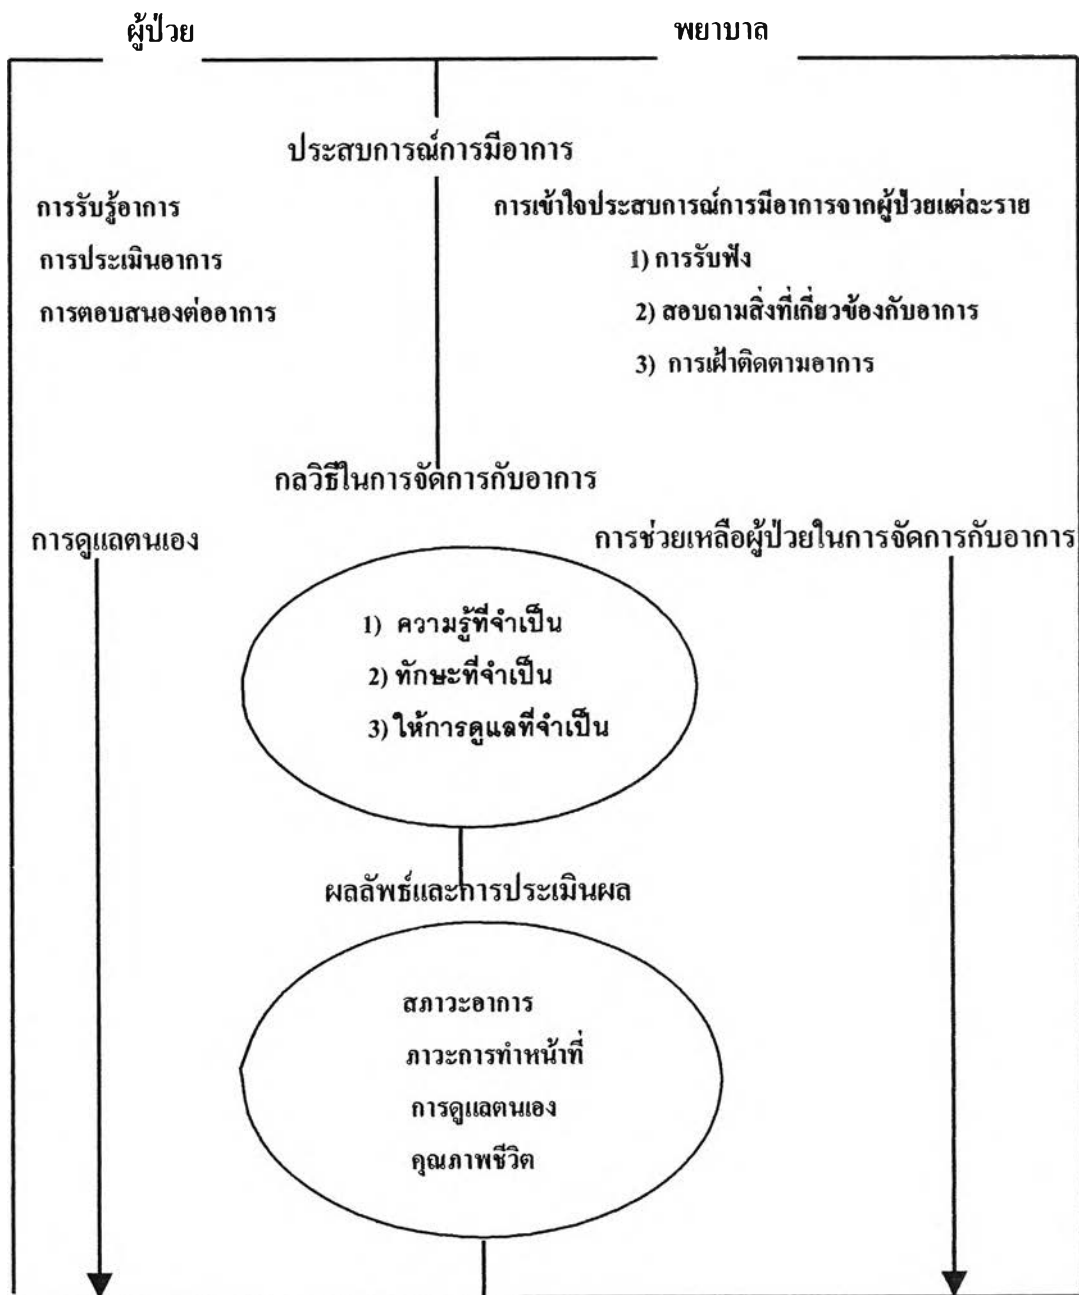 ผู้ป่วย
พยาบาล
ประสบการณ์การมีอาการ
การรับรู้อาการ
การประเมินอาการ
การตอบสนองต่ออาการ
การเข้าใจประสบการณ์การมีอาการจากผู้ป่วยแต่ละราย
1) การรับฟัง
2) สอบถามสิ่งที่เกี่ยวข้องกับอาการ
3) การเฝ้าติดตามอาการ
กลวิธีในการจัดการกับอาการ
การดูแลตนเอง
การช่วยเหลือผู้ป่วยในการจัดการกับอาการ
1) ความรู้ที่จำเป็น
2) ทักษะที่จำเป็น
3) ให้การดูแลที่จำเป็น
ผลลัพธ์และการประเมินผล
สภาวะอาการ
ภาวะการทำหน้าที่
การดูแลตนเอง
คุณภาพชีวิต